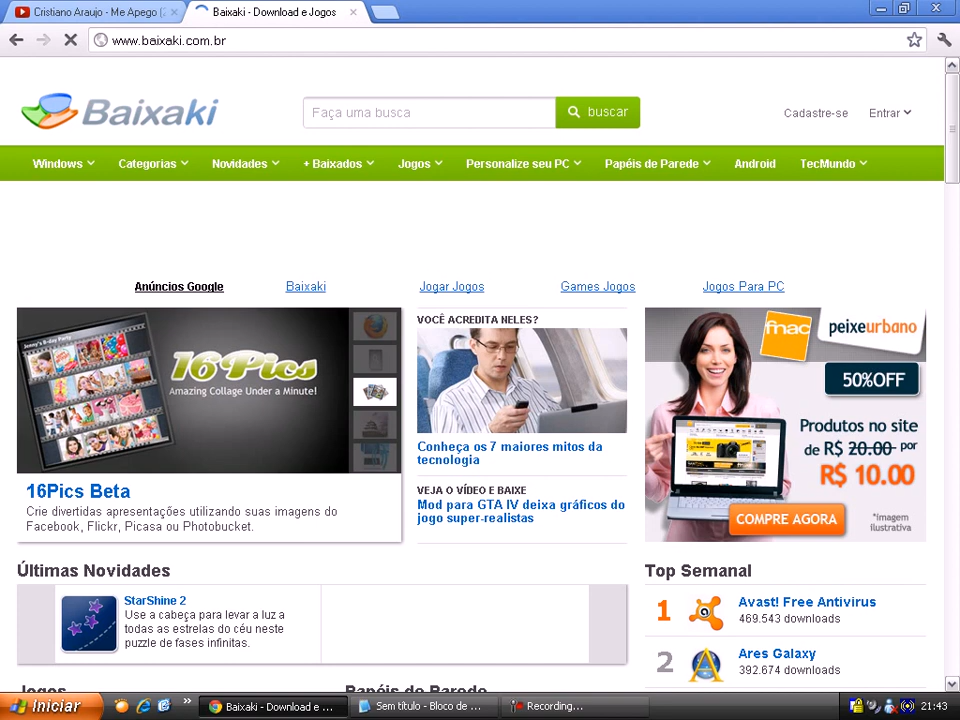 Cristiano Araujo - Me Apego [
Baixaki - Download e Jogos
www.baixaki.com.br
Baixaki
Faça uma busca
buscar
Cadastre-se
Entrar
Windows
Categorias
Novidades
+ Baixados
Jogos
Personalize seu PC
Papéis de Parede
Android
TecMundo
Anúncios Google
Baixaki
Jogar Jogos
Games Jogos
Jogos Para PC
Jenny's B-day Party
16Pics
Amazing Collage Under a Minute!
16Pics Beta
Crie divertidas apresentações utilizando suas imagens do
Facebook, Flickr, Picasa ou Photobucket.
VOCÊ ACREDITA NELES?
Conheça os 7 maiores mitos da
tecnologia
VEJA O VÍDEO E BAIXE
Mod para GTA IV deixa gráficos do
jogo super-realistas
fnac
peixeurbano
50%OFF
Produtos no site
de R$ 20.00 por
R$ 10.00
COMPRE AGORA
*imagem
ilustrativa
Últimas Novidades
StarShine 2
Use a cabeça para levar a luz a
todas as estrelas do céu neste
puzzle de fases infinitas.
Top Semanal
1
Avast! Free Antivirus
469.543 downloads
2
Ares Galaxy
392.674 downloads
Jogos
Papéis de Parede
Iniciar
Baixaki - Download e ...
Sem título - Bloco de ...
Recording...
21:43